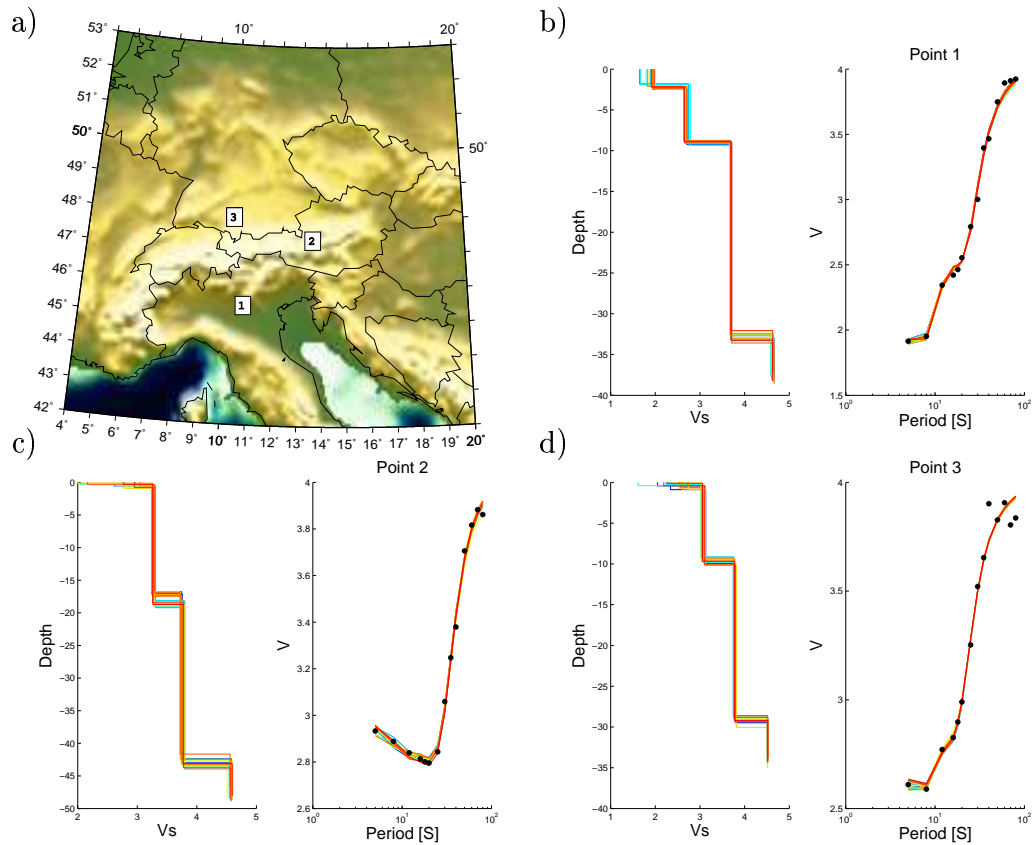 a)
10°
20°
53°
52°
51°
50°
49°
48°
47°
46°
45°
44°
43°
42°
50°
3
2
1
4° 5° 6° 7° 8° 9° 10° 11° 12° 13° 14° 15° 16° 17° 18° 19° 20°
b)
Point 1
0
−5
−10
−15
−20
−25
−30
−35
−40
Depth
1 2 3 4 5
Vs
4
3.5
3
2.5
2
1.5
V
10⁰ 10¹ 10²
Period [S]
c)
Point 2
0
−5
−10
−15
−20
−25
−30
−35
−40
−45
−50
Depth
2 3 4 5
Vs
4
3.8
3.6
3.4
3.2
3
2.8
2.6
V
10⁰ 10¹ 10²
Period [S]
d)
Point 3
0
−5
−10
−15
−20
−25
−30
−35
−40
Depth
1 2 3 4 5
Vs
4
3.5
3
2.5
V
10⁰ 10¹ 10²
Period [S]